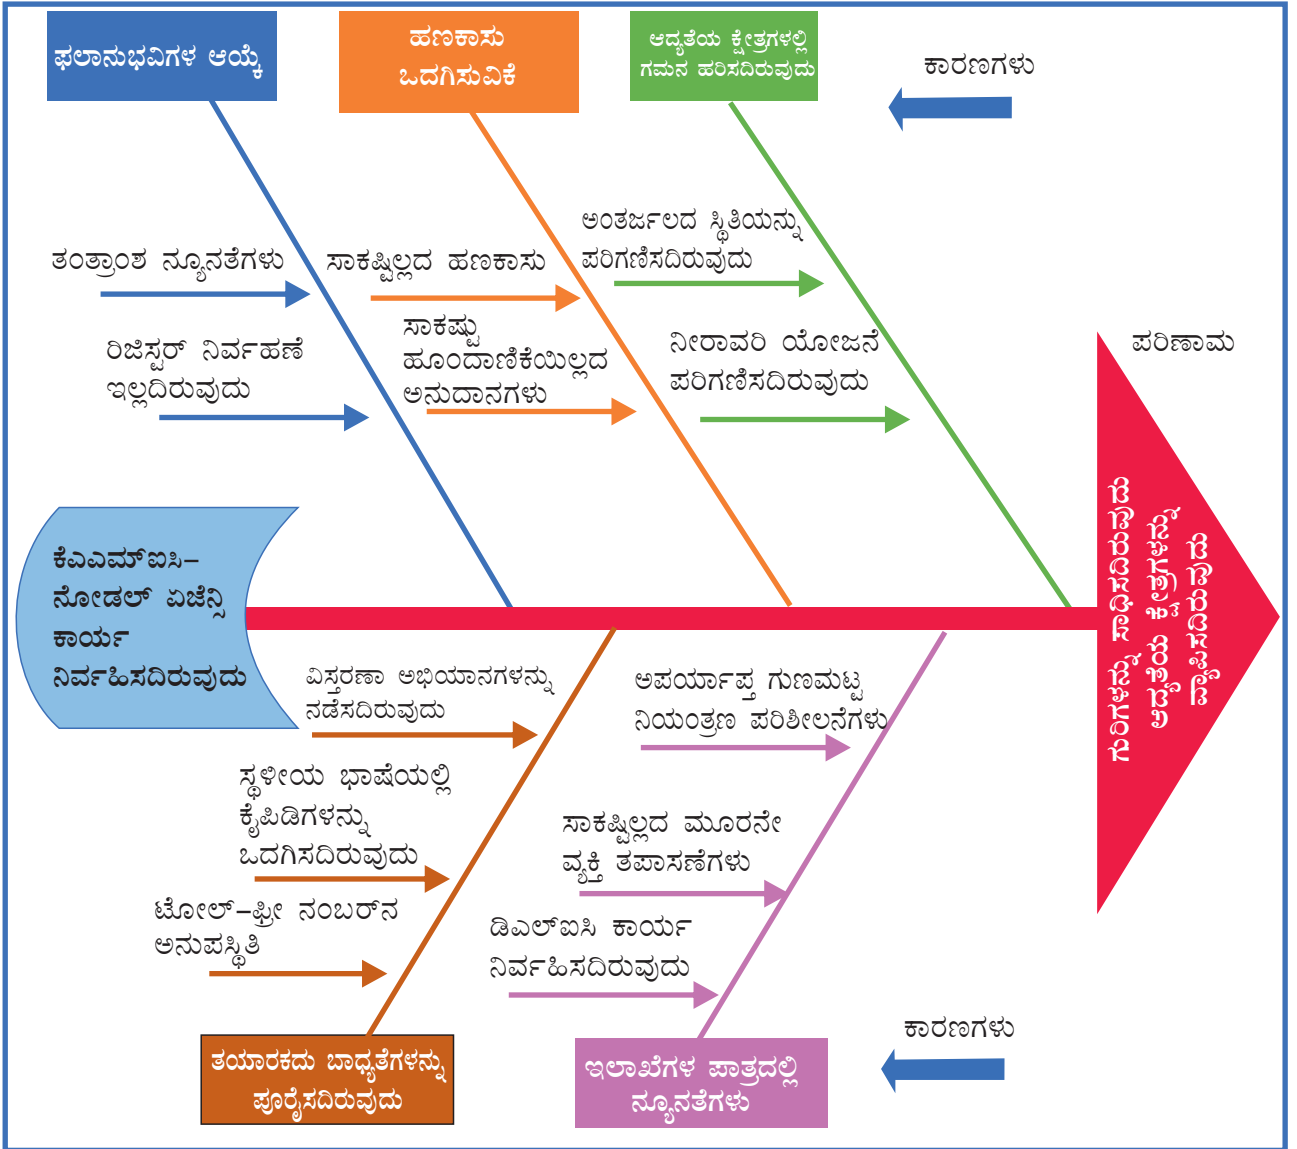 ಫಲಾನುಭವಿಗಳ ಆಯ್ಕೆ
ಹಣಕಾಸು
ಒದಗಿಸುವಿಕೆ
ಆದ್ಯತೆಯ ಕ್ಷೇತ್ರಗಳಲ್ಲಿ
ಗಮನ ಹರಿಸದಿರುವುದು
ಕಾರಣಗಳು
ತಂತ್ರಾಂಶ ನ್ಯೂನತೆಗಳು
ರಿಜಿಸ್ಟರ್ ನಿರ್ವಹಣೆ
ಇಲ್ಲದಿರುವುದು
ಸಾಕಷ್ಟಿಲ್ಲದ ಹಣಕಾಸು
ಸಾಕಷ್ಟು
ಹೂಂದಾಣಿಕೆಯಿಲ್ಲದ
ಅನುದಾನಗಳು
ಅಂತರ್ಜಲದ ಸ್ಥಿತಿಯನ್ನು
ಪರಿಗಣಿಸದಿರುವುದು
ನೀರಾವರಿ ಯೋಜನೆ
ಪರಿಗಣಿಸದಿರುವುದು
ಪರಿಣಾಮ
ಕೆಎಎಮ್‌ಐಸಿ–
ನೋಡಲ್ ಏಜೆನ್ಸಿ
ಕಾರ್ಯ
ನಿರ್ವಹಿಸದಿರುವುದು
ಗುರಿಗಳನ್ನು ಸಾಧಿಸದಿರುವುದು
ಆದ್ಯತೆಯ ಕ್ಷೇತ್ರಗಳನ್ನು
ವ್ಯಾಪಿಸದಿರುವುದು
ವಿಸ್ತರಣಾ ಅಭಿಯಾನಗಳನ್ನು
ನಡೆಸದಿರುವುದು
ಸ್ಥಳೀಯ ಭಾಷೆಯಲ್ಲಿ
ಕೈಪಿಡಿಗಳನ್ನು
ಒದಗಿಸದಿರುವುದು
ಟೋಲ್–ಫ್ರೀ ನಂಬರ್‌ನ
ಅನುಪಸ್ಥಿತಿ
ಅಪರ್ಯಾಪ್ತ ಗುಣಮಟ್ಟ
ನಿಯಂತ್ರಣ ಪರಿಶೀಲನೆಗಳು
ಸಾಕಷ್ಟಿಲ್ಲದ ಮೂರನೇ
ವ್ಯಕ್ತಿ ತಪಾಸಣೆಗಳು
ಡಿಎಲ್‌ಐಸಿ ಕಾರ್ಯ
ನಿರ್ವಹಿಸದಿರುವುದು
ತಯಾರಕದು ಬಾಧ್ಯತೆಗಳನ್ನು
ಪೂರೈಸದಿರುವುದು
ಇಲಾಖೆಗಳ ಪಾತ್ರದಲ್ಲಿ
ನ್ಯೂನತೆಗಳು
ಕಾರಣಗಳು